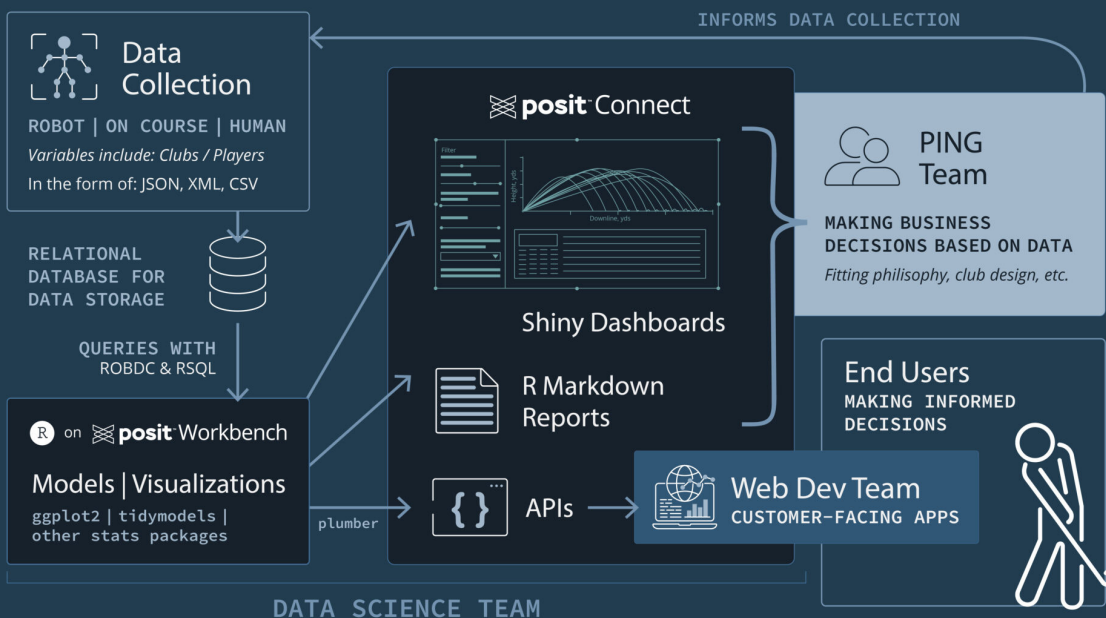 INFORMS DATA COLLECTION
Data
Collection
ROBOT | ON COURSE | HUMAN
Variables include: Clubs / Players
In the form of: JSON, XML, CSV
RELATIONAL
DATABASE FOR
DATA STORAGE
QUERIES WITH
ROBDC & RSQL
R on posit™ Workbench
Models | Visualizations
ggplot2 | tidymodels |
other stats packages
plumber
posit™ Connect
Filter
Height, yds
Downline, yds
Shiny Dashboards
R Markdown
Reports
{ } APIs
PING
Team
MAKING BUSINESS
DECISIONS BASED ON DATA
Fitting philisophy, club design, etc.
End Users
MAKING INFORMED
DECISIONS
Web Dev Team
CUSTOMER-FACING APPS
DATA SCIENCE TEAM